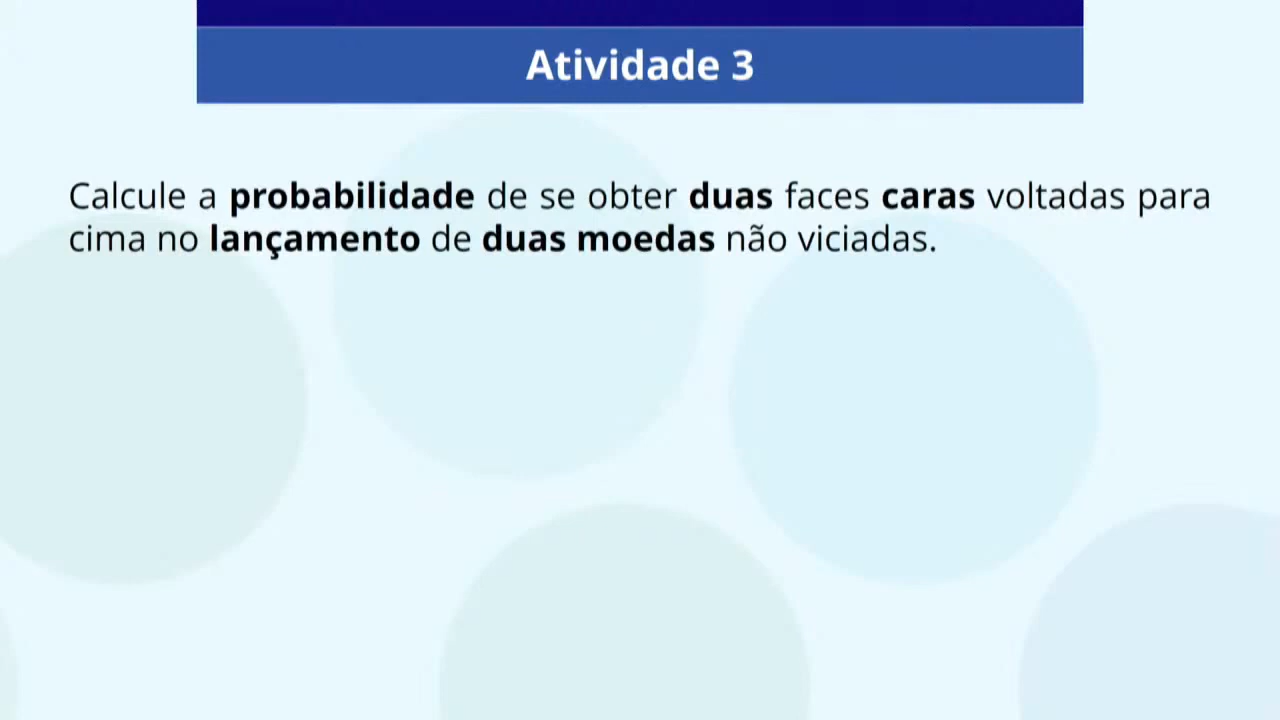 Atividade 3
Calcule a probabilidade de se obter duas faces caras voltadas para
cima no lançamento de duas moedas não viciadas.